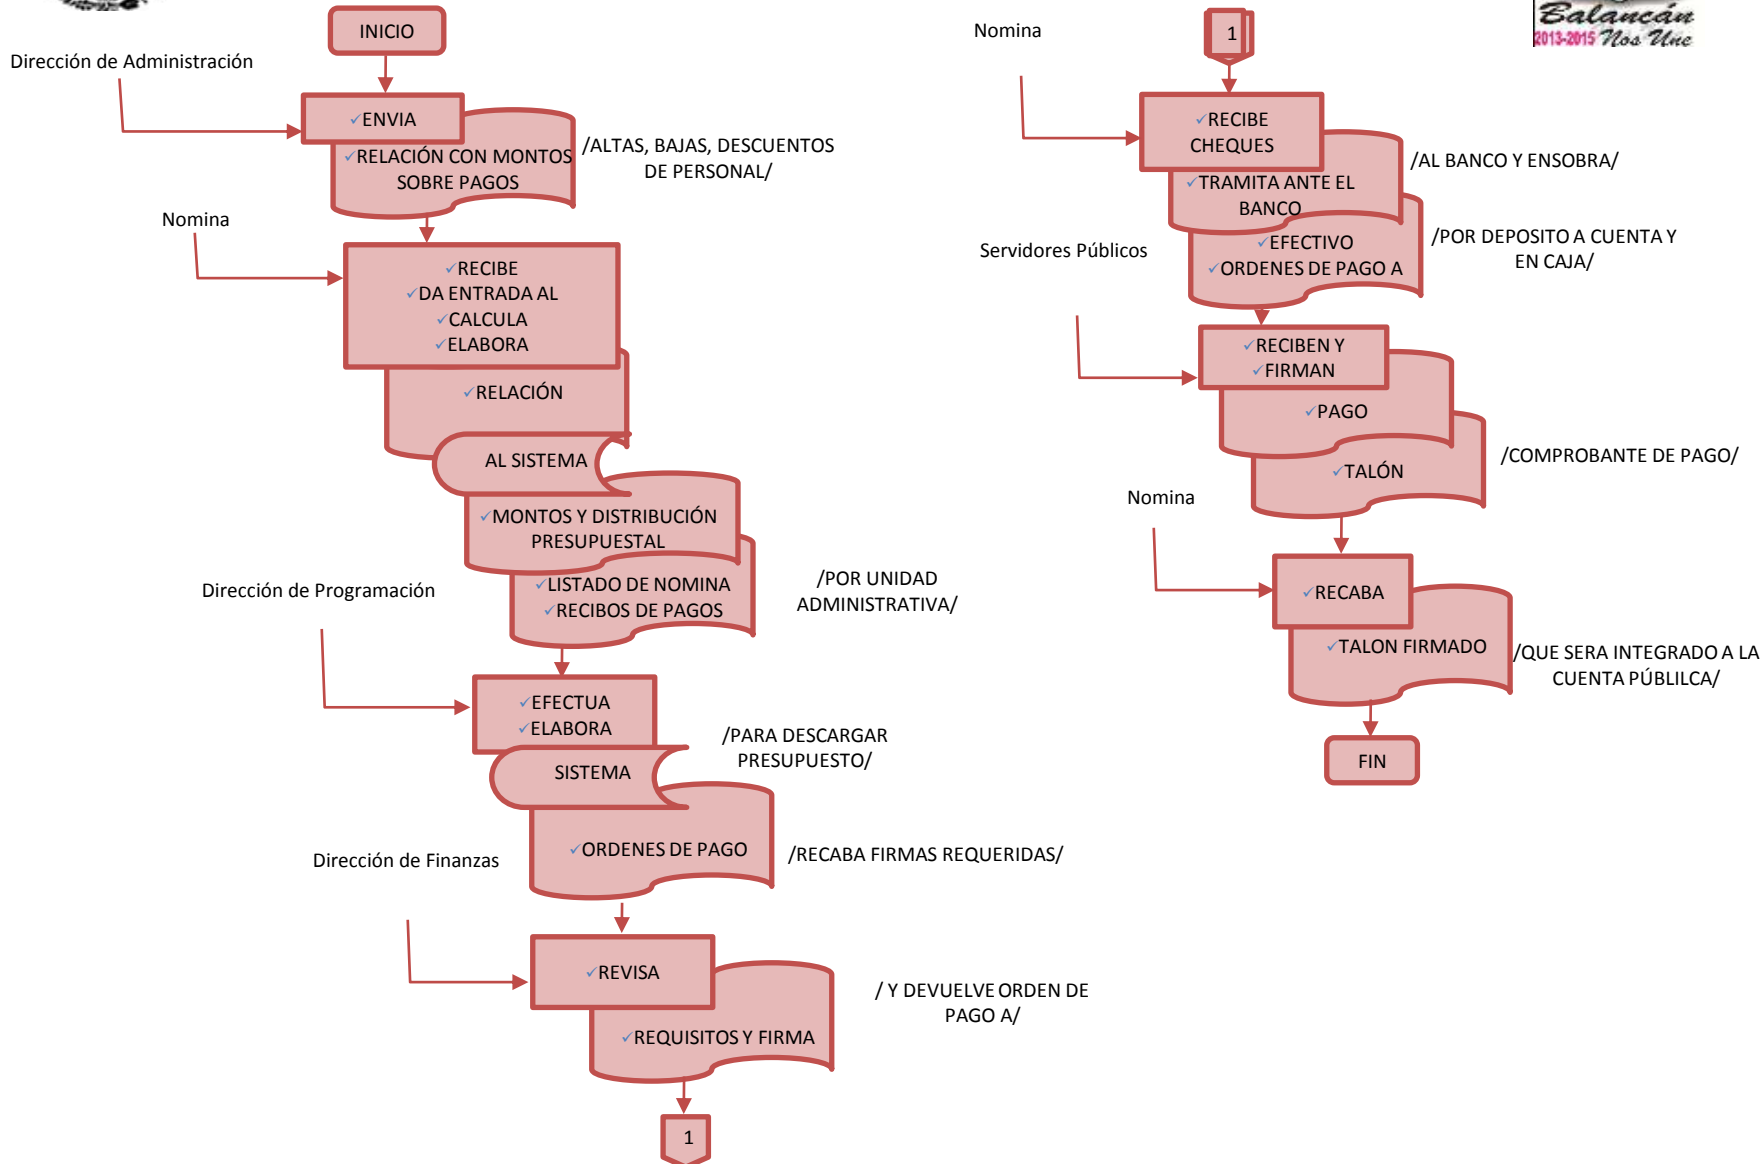 INICIO
Dirección de Administración
✓ENVIA
✓RELACIÓN CON MONTOS
SOBRE PAGOS
/ALTAS, BAJAS, DESCUENTOS
DE PERSONAL/
Nomina
✓RECIBE
✓DA ENTRADA AL
✓CALCULA
✓ELABORA
✓RELACIÓN
AL SISTEMA
✓MONTOS Y DISTRIBUCIÓN
PRESUPUESTAL
✓LISTADO DE NOMINA
✓RECIBOS DE PAGOS
/POR UNIDAD
ADMINISTRATIVA/
Dirección de Programación
✓EFECTUA
✓ELABORA
SISTEMA
/PARA DESCARGAR
PRESUPUESTO/
✓ORDENES DE PAGO
/RECABA FIRMAS REQUERIDAS/
Dirección de Finanzas
✓REVISA
✓REQUISITOS Y FIRMA
/ Y DEVUELVE ORDEN DE
PAGO A/
1
Balancán
2013-2015 Nos Une
1
Nomina
✓RECIBE
CHEQUES
✓TRAMITA ANTE EL
BANCO
/AL BANCO Y ENSOBRA/
✓EFECTIVO
✓ORDENES DE PAGO A
/POR DEPOSITO A CUENTA Y
EN CAJA/
Servidores Públicos
✓RECIBEN Y
✓FIRMAN
✓PAGO
✓TALÓN
/COMPROBANTE DE PAGO/
Nomina
✓RECABA
✓TALON FIRMADO
/QUE SERA INTEGRADO A LA
CUENTA PÚBLILCA/
FIN